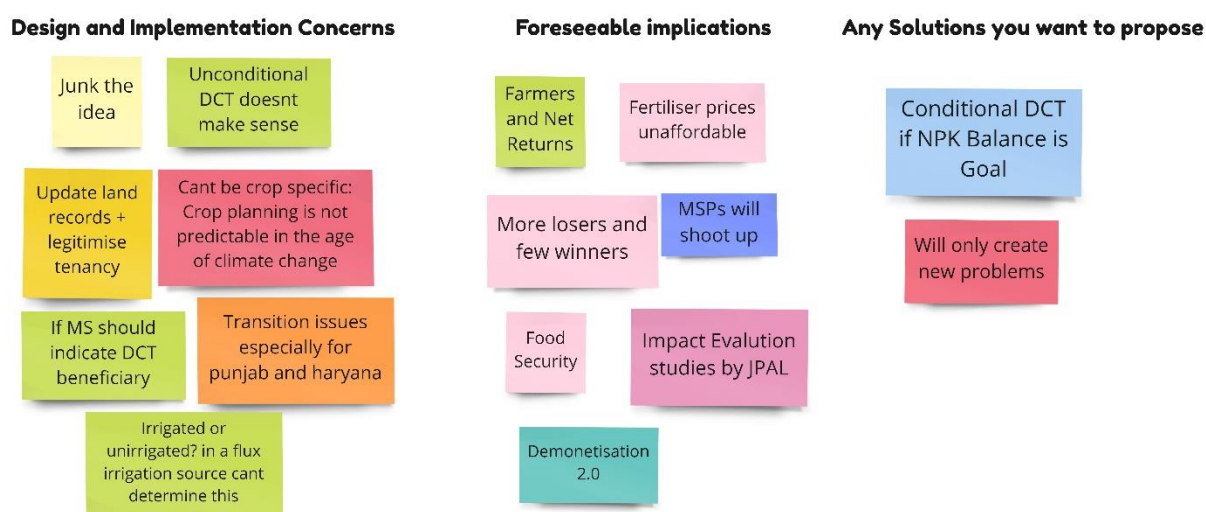 Design and Implementation Concerns
Junk the
idea
Unconditional
DCT doesnt
make sense
Update land
records +
legitimise
tenancy
Cant be crop specific:
Crop planning is not
predictable in the age
of climate change
If MS should
indicate DCT
beneficiary
Transition issues
especially for
punjab and haryana
Irrigated or
unirrigated? in a flux
irrigation source cant
determine this
Foreseeable implications
Farmers
and Net
Returns
Fertiliser prices
unaffordable
More losers and
few winners
MSPs will
shoot up
Food
Security
Impact Evalution
studies by JPAL
Demonetisation
2.0
Any Solutions you want to propose
Conditional DCT
if NPK Balance is
Goal
Will only create
new problems